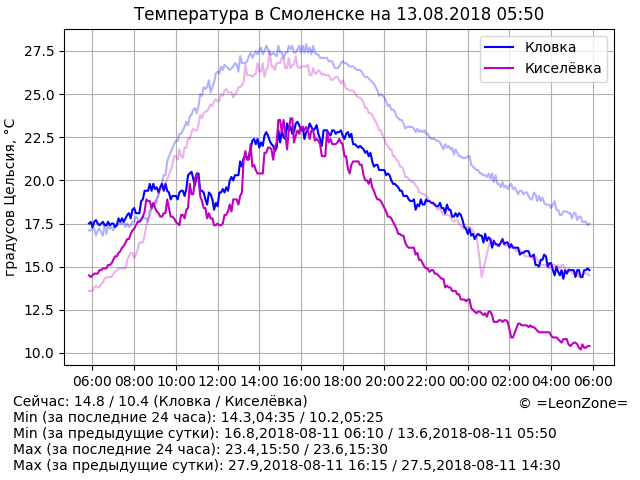 Температура в Смоленске на 13.08.2018 05:50
градусов Цельсия, °C
27.5
25.0
22.5
20.0
17.5
15.0
12.5
10.0
Кловка
Киселёвка
06:00 08:00 10:00 12:00 14:00 16:00 18:00 20:00 22:00 00:00 02:00 04:00 06:00
© =LeonZone=
Сейчас: 14.8 / 10.4 (Кловка / Киселёвка)
Min (за последние 24 часа): 14.3,04:35 / 10.2,05:25
Min (за предыдущие сутки): 16.8,2018-08-11 06:10 / 13.6,2018-08-11 05:50
Max (за последние 24 часа): 23.4,15:50 / 23.6,15:30
Max (за предыдущие сутки): 27.9,2018-08-11 16:15 / 27.5,2018-08-11 14:30